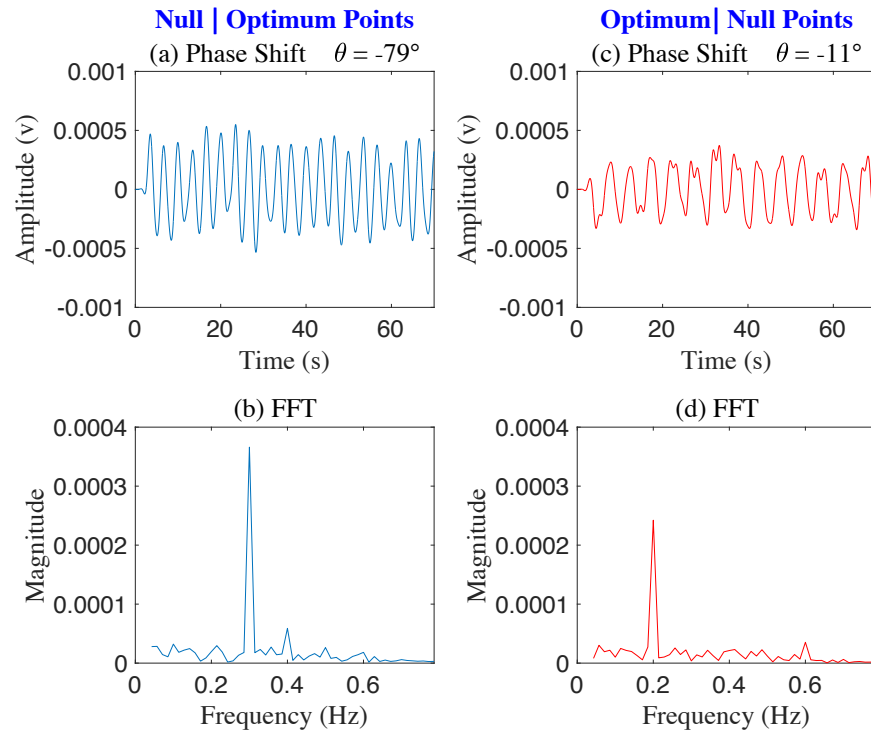 Null | Optimum Points
(a) Phase Shift θ = -79°
0.001
0.0005
0
-0.0005
-0.001
Amplitude (v)
0 20 40 60
Time (s)
Optimum| Null Points
(c) Phase Shift θ = -11°
0.001
0.0005
0
-0.0005
-0.001
Amplitude (v)
0 20 40 60
Time (s)
(b) FFT
0.0004
0.0003
0.0002
0.0001
0
Magnitude
0 0.2 0.4 0.6
Frequency (Hz)
(d) FFT
0.0004
0.0003
0.0002
0.0001
0
Magnitude
0 0.2 0.4 0.6
Frequency (Hz)